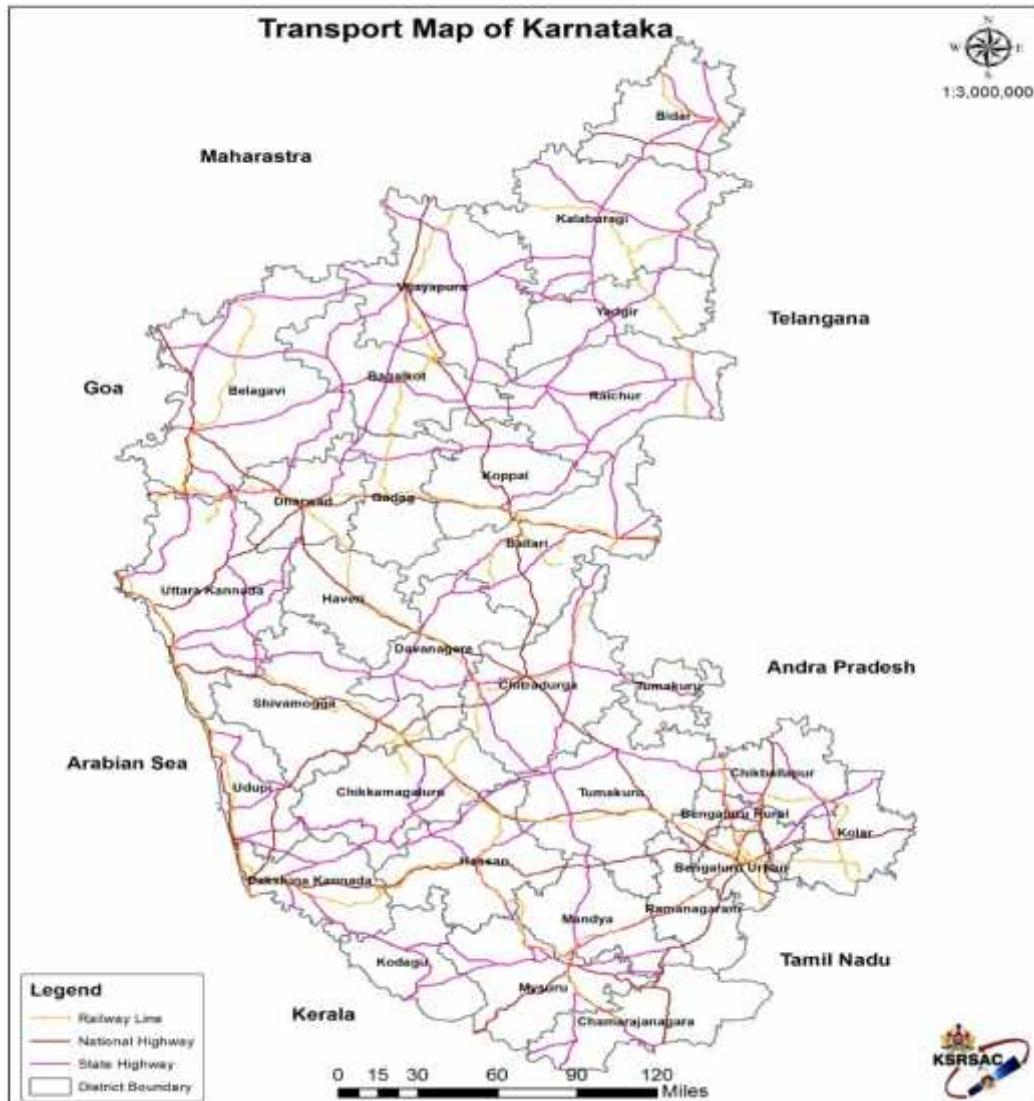 Transport Map of Karnataka
N
W E
S
1:3,000,000
Bidar
Maharastra
Kalaburagi
Vijayapura
Yadgir
Telangana
Goa
Belagavi
Bagalkot
Raichur
Koppal
Dharwad
Gadag
Ballari
Uttara Kannada
Haveri
Davanagere
Andra Pradesh
Chitradurga
Tumakuru
Shivamogga
Arabian Sea
Udupi
Chikkamagaluru
Tumakuru
Chikballapur
Bengaluru Rural
Kolar
Hassan
Bengaluru Urban
Dakshina Kannada
Mandya
Ramanagaram
Kodagu
Tamil Nadu
Mysuru
Kerala
Chamarajanagara
Legend
Railway Line
National Highway
State Highway
District Boundary
KSRSAC
0 15 30 60 90 120
Miles